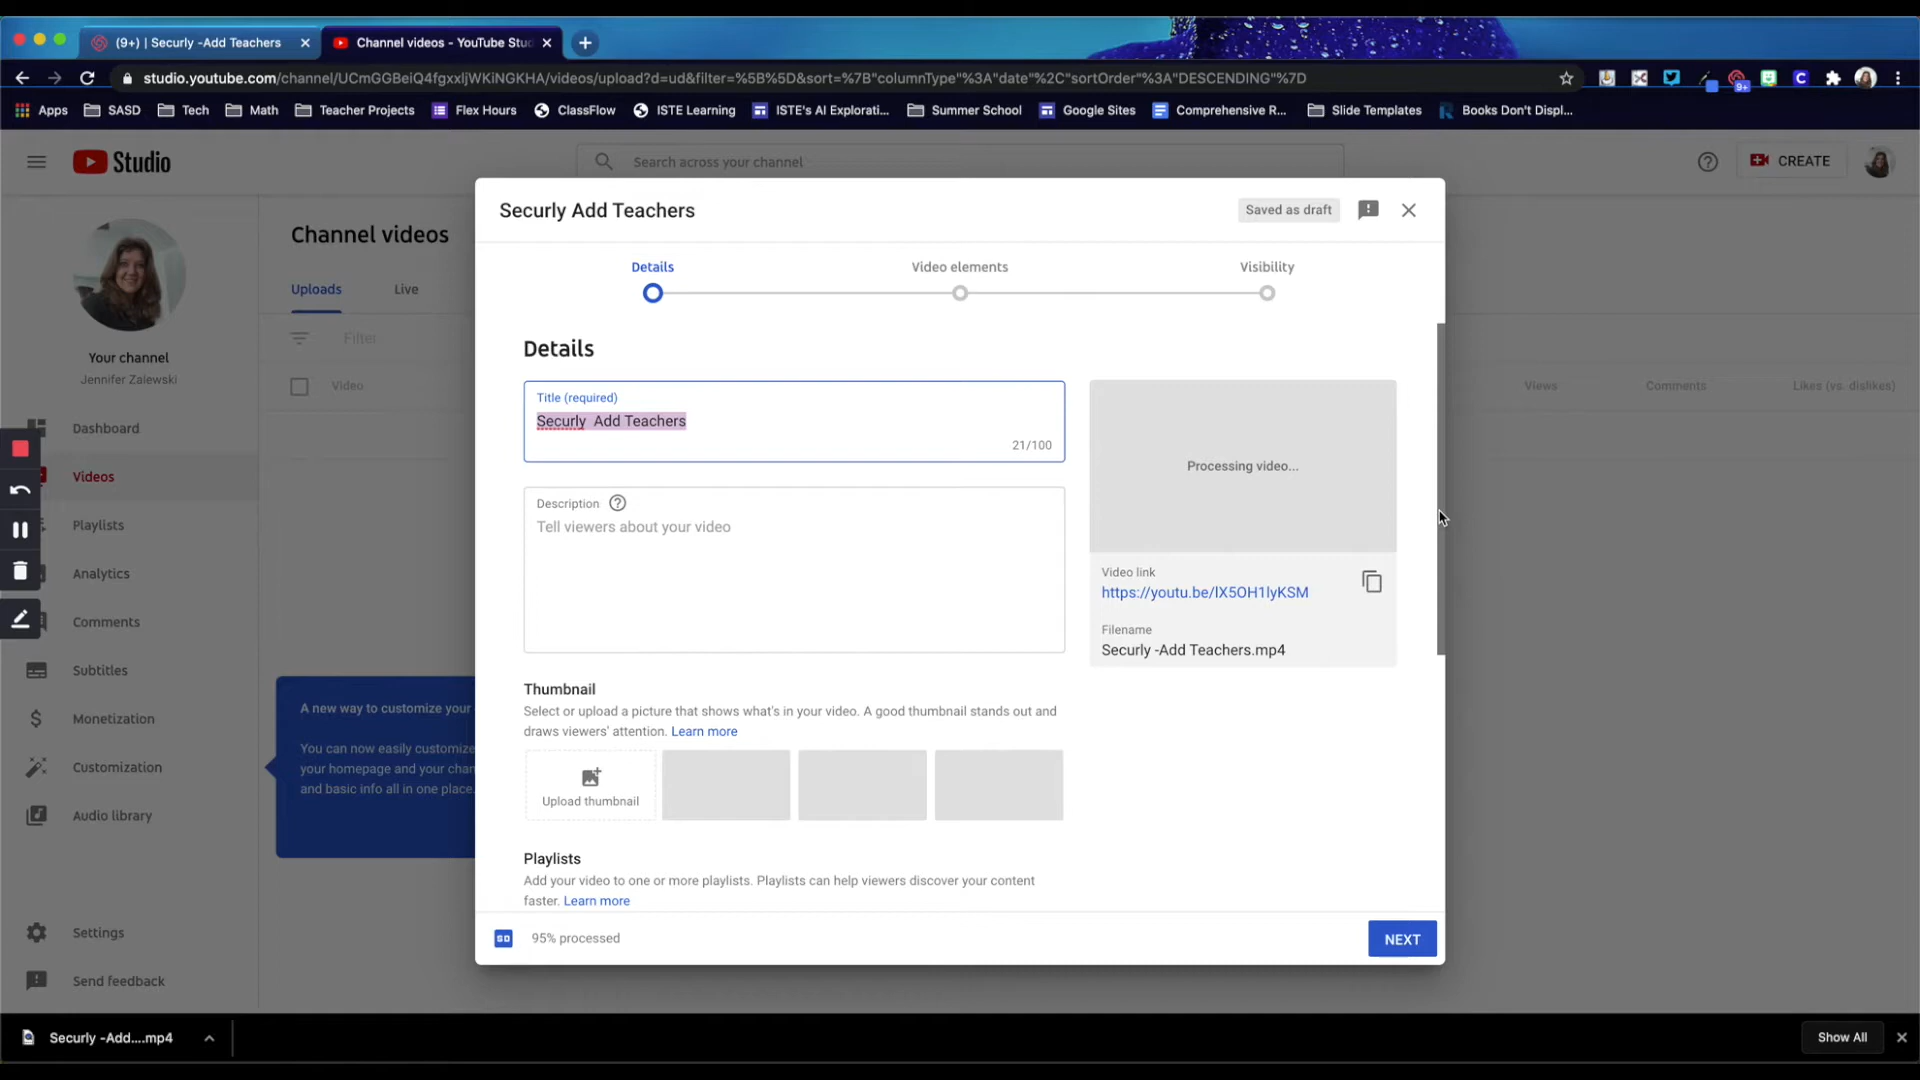 (9+) | Securly -Add Teachers
Channel videos - YouTube Stu
studio.youtube.com/channel/UCmGGBeiQ4fgxxljWKiNGKHA/videos/upload?d=ud&filter=%5B%5D&sort=%7B"columnType"%3A"date"%2C"sortOrder"%3A"DESCENDING"%7D
9+
Apps SASD Tech Math Teacher Projects Flex Hours ClassFlow ISTE Learning ISTE's AI Explorati... Summer School Google Sites Comprehensive R... Slide Templates Books Don't Displ...
Studio
Search across your channel
CREATE
Securly Add Teachers
Saved as draft
Channel videos
Details Video elements Visibility
Uploads Live
Filter
Details
Your channel
Jennifer Zalewski
Video
Views Comments Likes (vs. dislikes)
Title (required)
Securly Add Teachers
21/100
Processing video...
Description
Tell viewers about your video
Video link
https://youtu.be/lX5OH1lyKSM
Filename
Securly -Add Teachers.mp4
Dashboard
Videos
Playlists
Analytics
Comments
Subtitles
Monetization
Customization
Audio library
Settings
Send feedback
A new way to customize your
You can now easily customize
your homepage and your chan
and basic info all in one place.
Thumbnail
Select or upload a picture that shows what's in your video. A good thumbnail stands out and
draws viewers' attention. Learn more
Upload thumbnail
Playlists
Add your video to one or more playlists. Playlists can help viewers discover your content
faster. Learn more
SD
95% processed
NEXT
Securly -Add....mp4
Show All